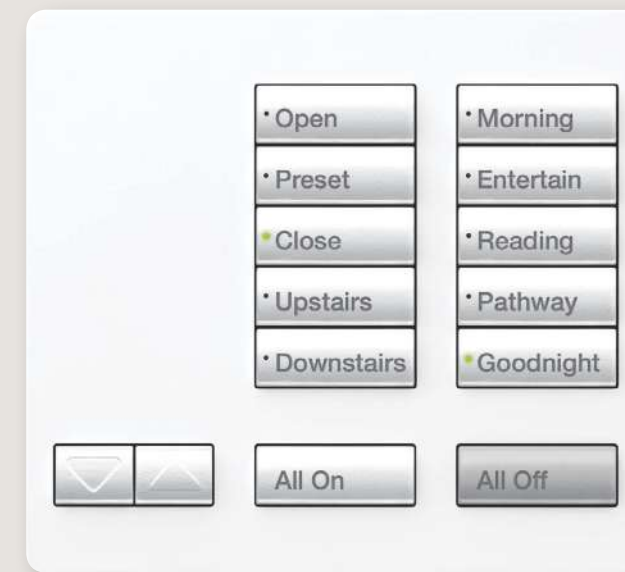 Open
Preset
Close
Upstairs
Downstairs
Morning
Entertain
Reading
Pathway
Goodnight
All On
All Off